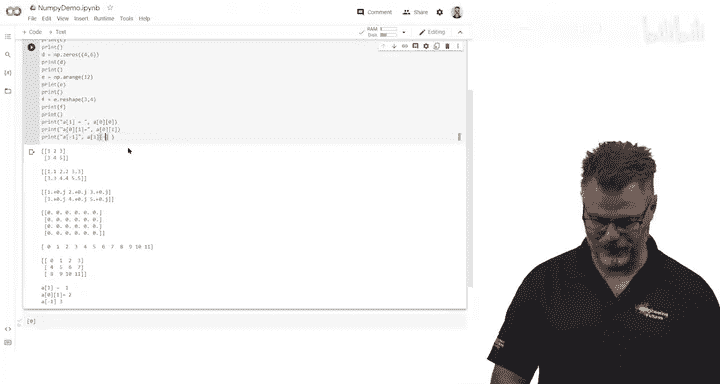 NumpyDemo.ipynb
File Edit View Insert Runtime Tools Help
Comment Share
+ Code + Text
RAM
Disk
Editing
print()
d = np.zeros((4,6))
print(d)
print()
e = np.arange(12)
print(e)
print()
f = e.reshape(3,4)
print(f)
print()
print("a[1] = ", a[0][0])
print("a[0][1]=", a[0][1])
[[1 2 3]
[3 4 5]]
[[1.1 2.2 3.3]
[3.3 4.4 5.5]]
[[1.+0.j 2.+0.j 3.+0.j]
[3.+0.j 4.+0.j 5.+0.j]]
[[0. 0. 0. 0. 0. 0.]
[0. 0. 0. 0. 0. 0.]
[0. 0. 0. 0. 0. 0.]
[0. 0. 0. 0. 0. 0.]]
[ 0 1 2 3 4 5 6 7 8 9 10 11]
[[ 0 1 2 3]
[ 4 5 6 7]
[ 8 9 10 11]]
a[1] = 1
a[0][1]= 2
a[-1] 3
[0]